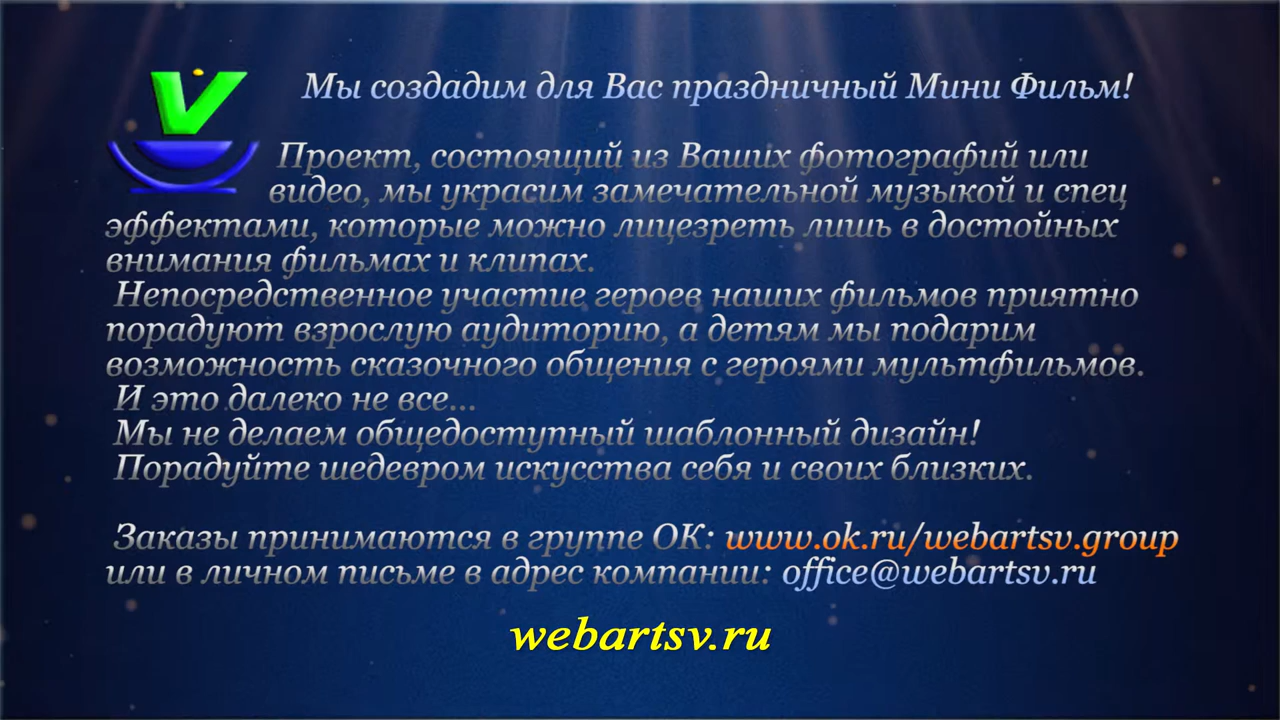 Мы создадим для Вас праздничный Мини Фильм!
Проект, состоящий из Ваших фотографий или
видео, мы украсим замечательной музыкой и спец
эффектами, которые можно лицезреть лишь в достойных
внимания фильмах и клипах.
Непосредственное участие героев наших фильмов приятно
порадуют взрослую аудиторию, а детям мы подарим
возможность сказочного общения с героями мультфильмов.
И это далеко не все...
Мы не делаем общедоступный шаблонный дизайн!
Порадуйте шедевром искусства себя и своих близких.
Заказы принимаются в группе ОК: www.ok.ru/webartsv.group
или в личном письме в адрес компании: office@webartsv.ru
webartsv.ru